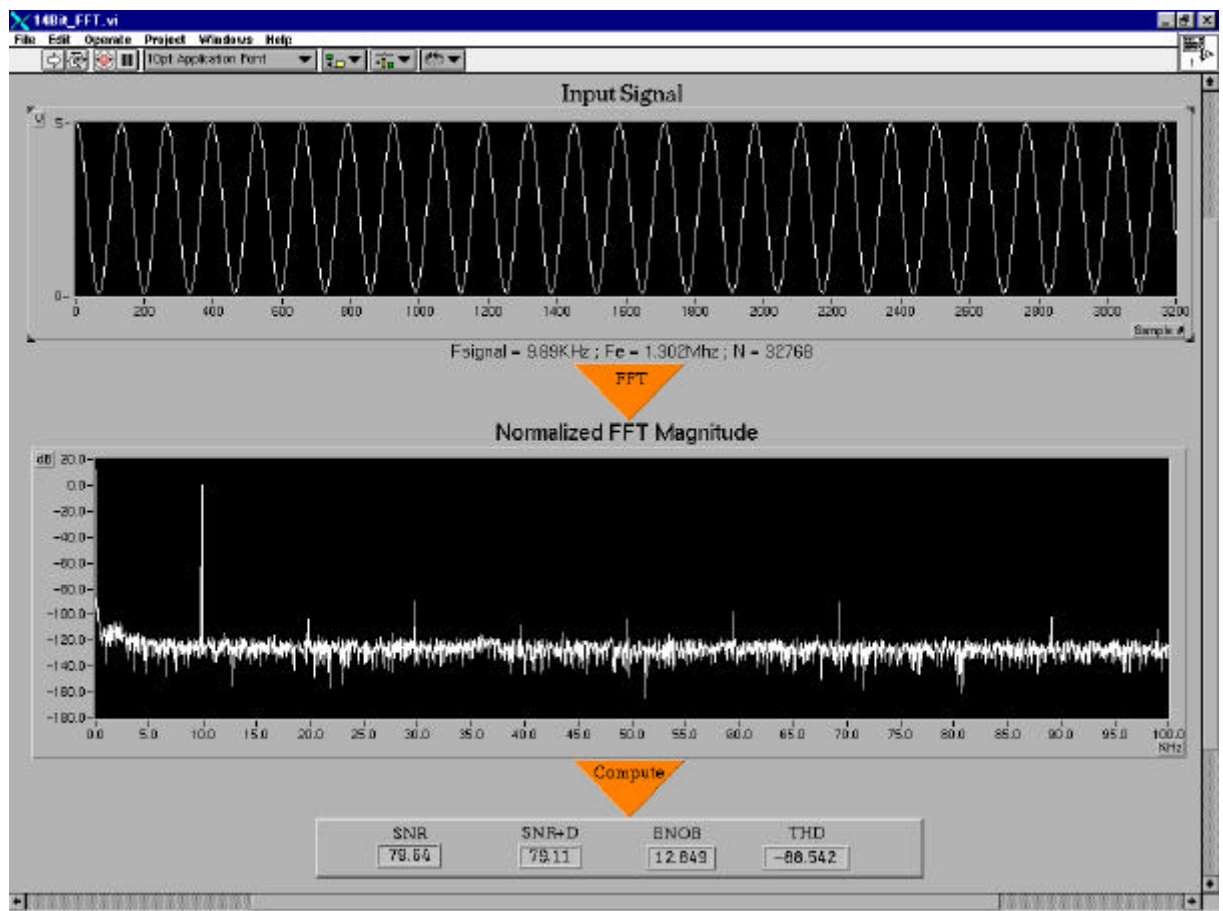 14Bit_FFT.vi
File Edit Operate Project Windows Help
10pt Application Font
Input Signal
V
5
0
0 200 400 600 800 1000 1200 1400 1600 1800 2000 2200 2400 2600 2800 3000 3200
Sample #
Fsignal = 9.89KHz ; Fe = 1.302Mhz ; N = 32768
FFT
Normalized FFT Magnitude
dB
20.0
0.0
-20.0
-40.0
-60.0
-80.0
-100.0
-120.0
-140.0
-160.0
-180.0
0.0 5.0 10.0 15.0 20.0 25.0 30.0 35.0 40.0 45.0 50.0 55.0 60.0 65.0 70.0 75.0 80.0 85.0 90.0 95.0 100.0
KHz
Compute
SNR SNR+D ENOB THD
79.64 79.11 12.849 -88.542